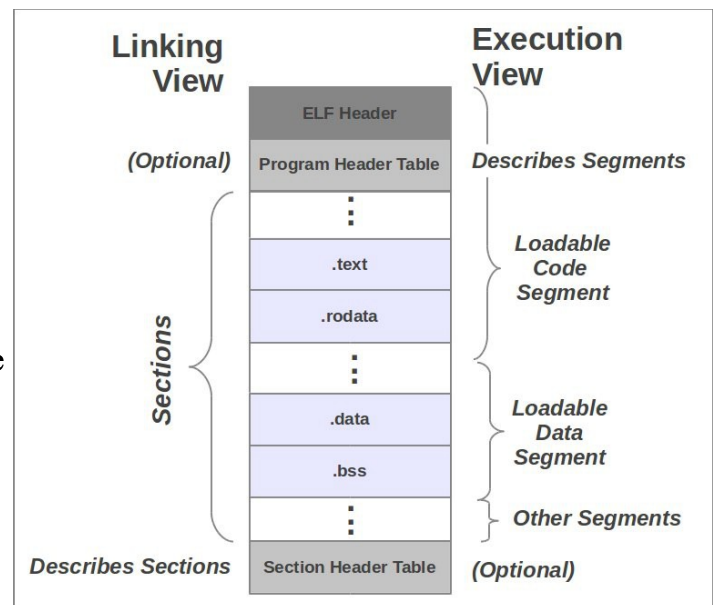 Linking
View
Execution
View
ELF Header
(Optional)
Program Header Table
Describes Segments
.text
.rodata
Loadable
Code
Segment
Sections
e
.data
.bss
Loadable
Data
Segment
Other Segments
Describes Sections
Section Header Table
(Optional)